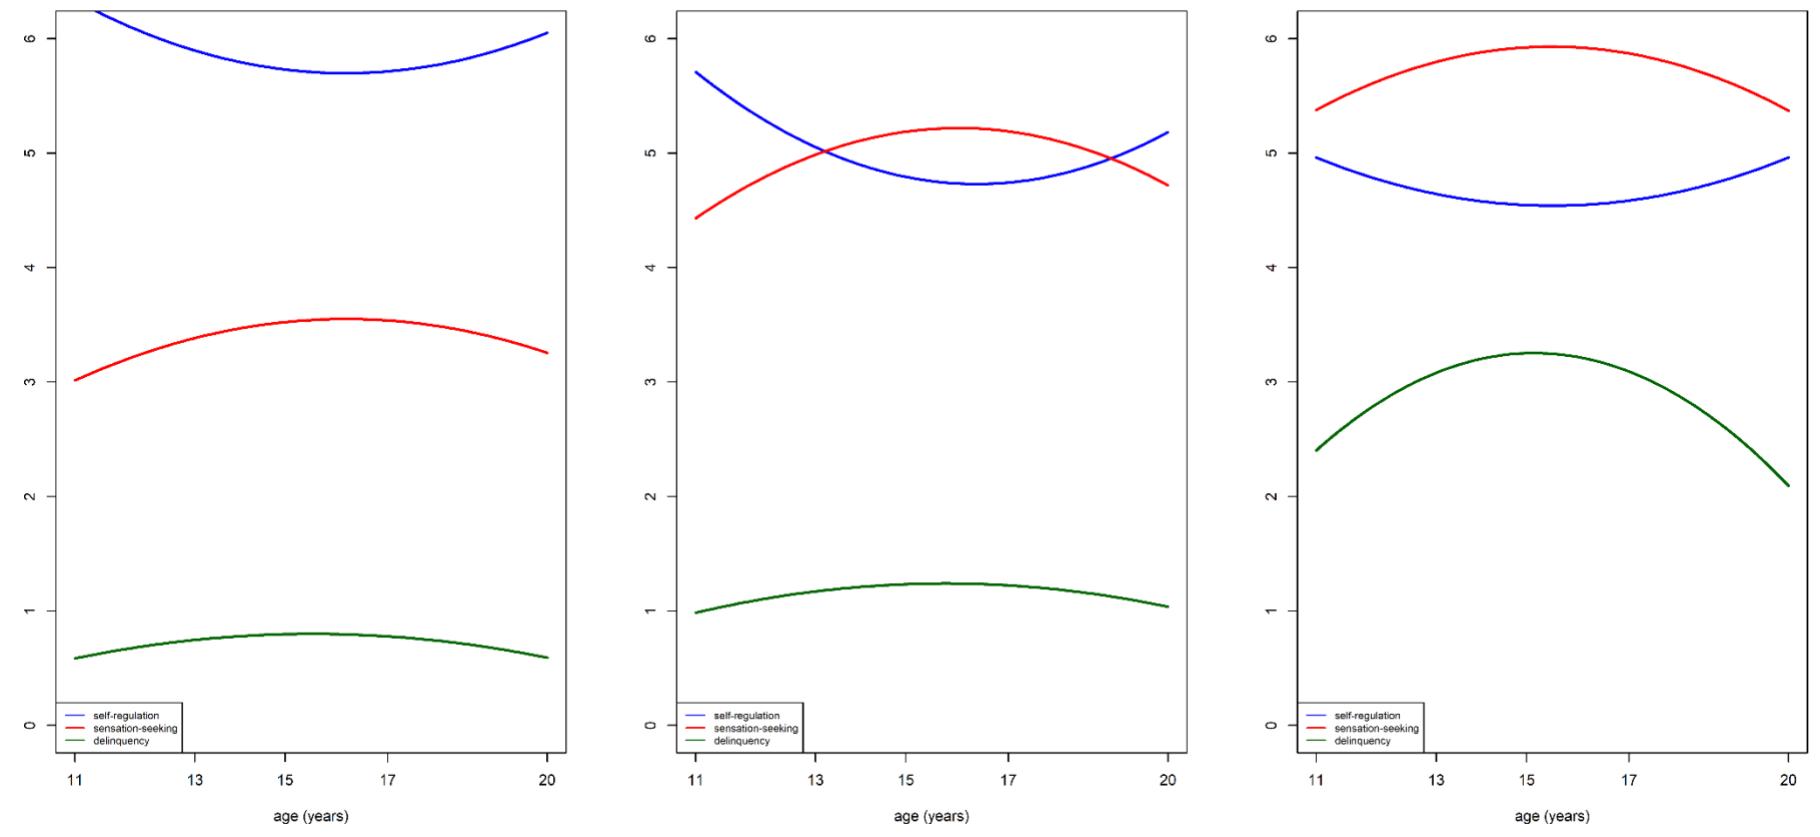 6
5
4
3
2
1
0
self-regulation
sensation-seeking
delinquency
11 13 15 17 20
age (years)
6
5
4
3
2
1
0
self-regulation
sensation-seeking
delinquency
11 13 15 17 20
age (years)
6
5
4
3
2
1
0
self-regulation
sensation-seeking
delinquency
11 13 15 17 20
age (years)